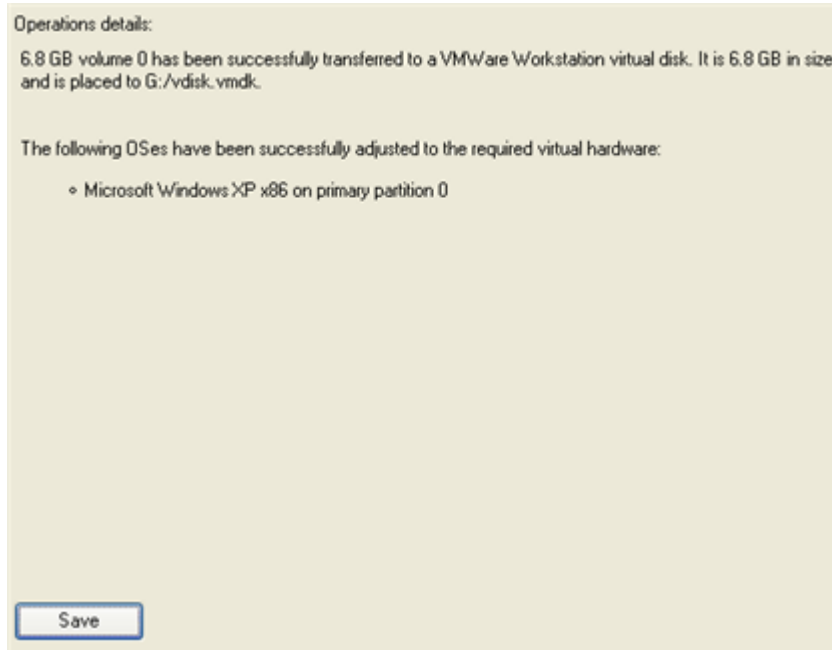 Operations details:
6.8 GB volume 0 has been successfully transferred to a VMWare Workstation virtual disk. It is 6.8 GB in size
and is placed to G:/vdisk.vmdk.
The following OSes have been successfully adjusted to the required virtual hardware:
Microsoft Windows XP x86 on primary partition 0
Save